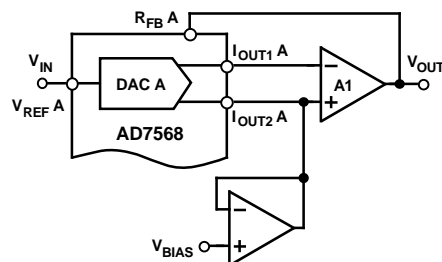 R_FB A
V_IN
V_REF A
DAC A
AD7568
I_OUT1 A
I_OUT2 A
A1
V_OUT
V_BIAS